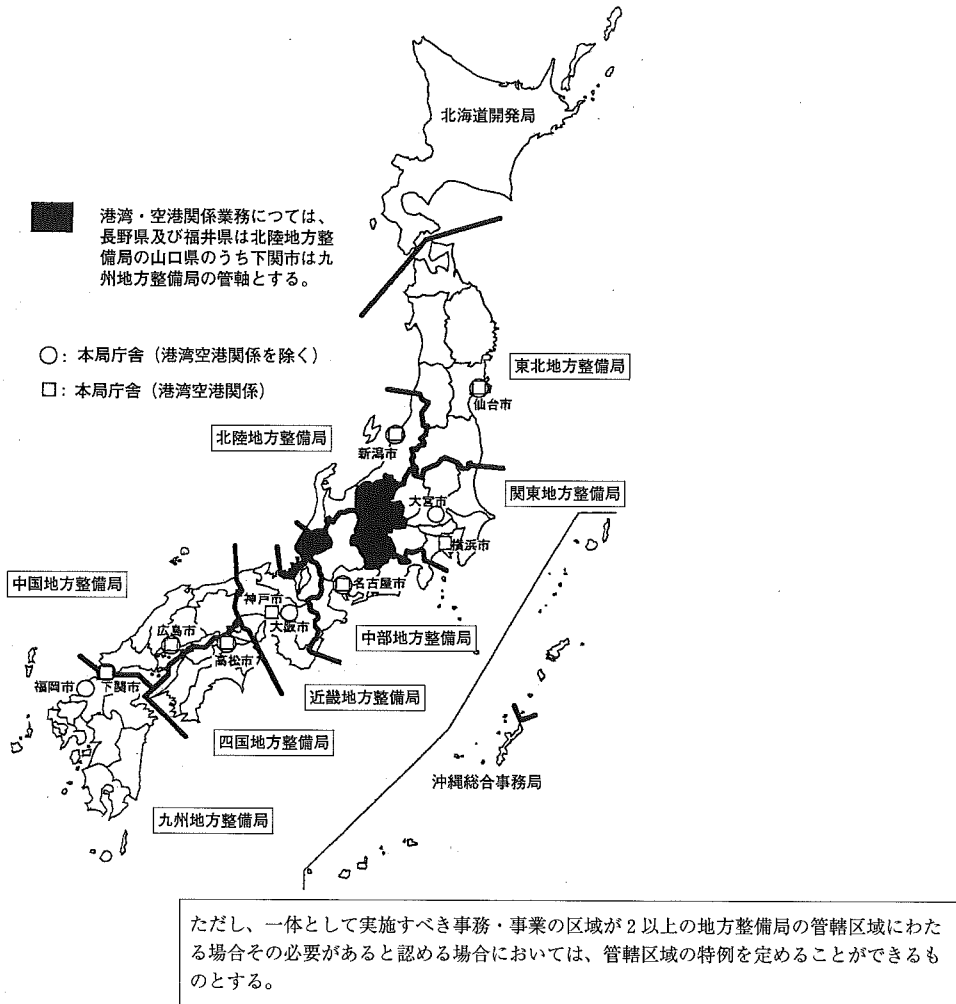 北海道開発局
港湾・空港関係業務につては、
長野県及び福井県は北陸地方整
備局の山口県のうち下関市は九
州地方整備局の管軸とする。
○：本局庁舎（港湾空港関係を除く）
□：本局庁舎（港湾空港関係）
東北地方整備局
仙台市
北陸地方整備局
新潟市
関東地方整備局
大宮市
横浜市
名古屋市
中国地方整備局
神戸市
大阪市
中部地方整備局
広島市
高松市
近畿地方整備局
福岡市
下関市
四国地方整備局
沖縄総合事務局
九州地方整備局
ただし、一体として実施すべき事務・事業の区域が2以上の地方整備局の管轄区域にわた
る場合その必要があると認める場合においては、管轄区域の特例を定めることができるも
のとする。